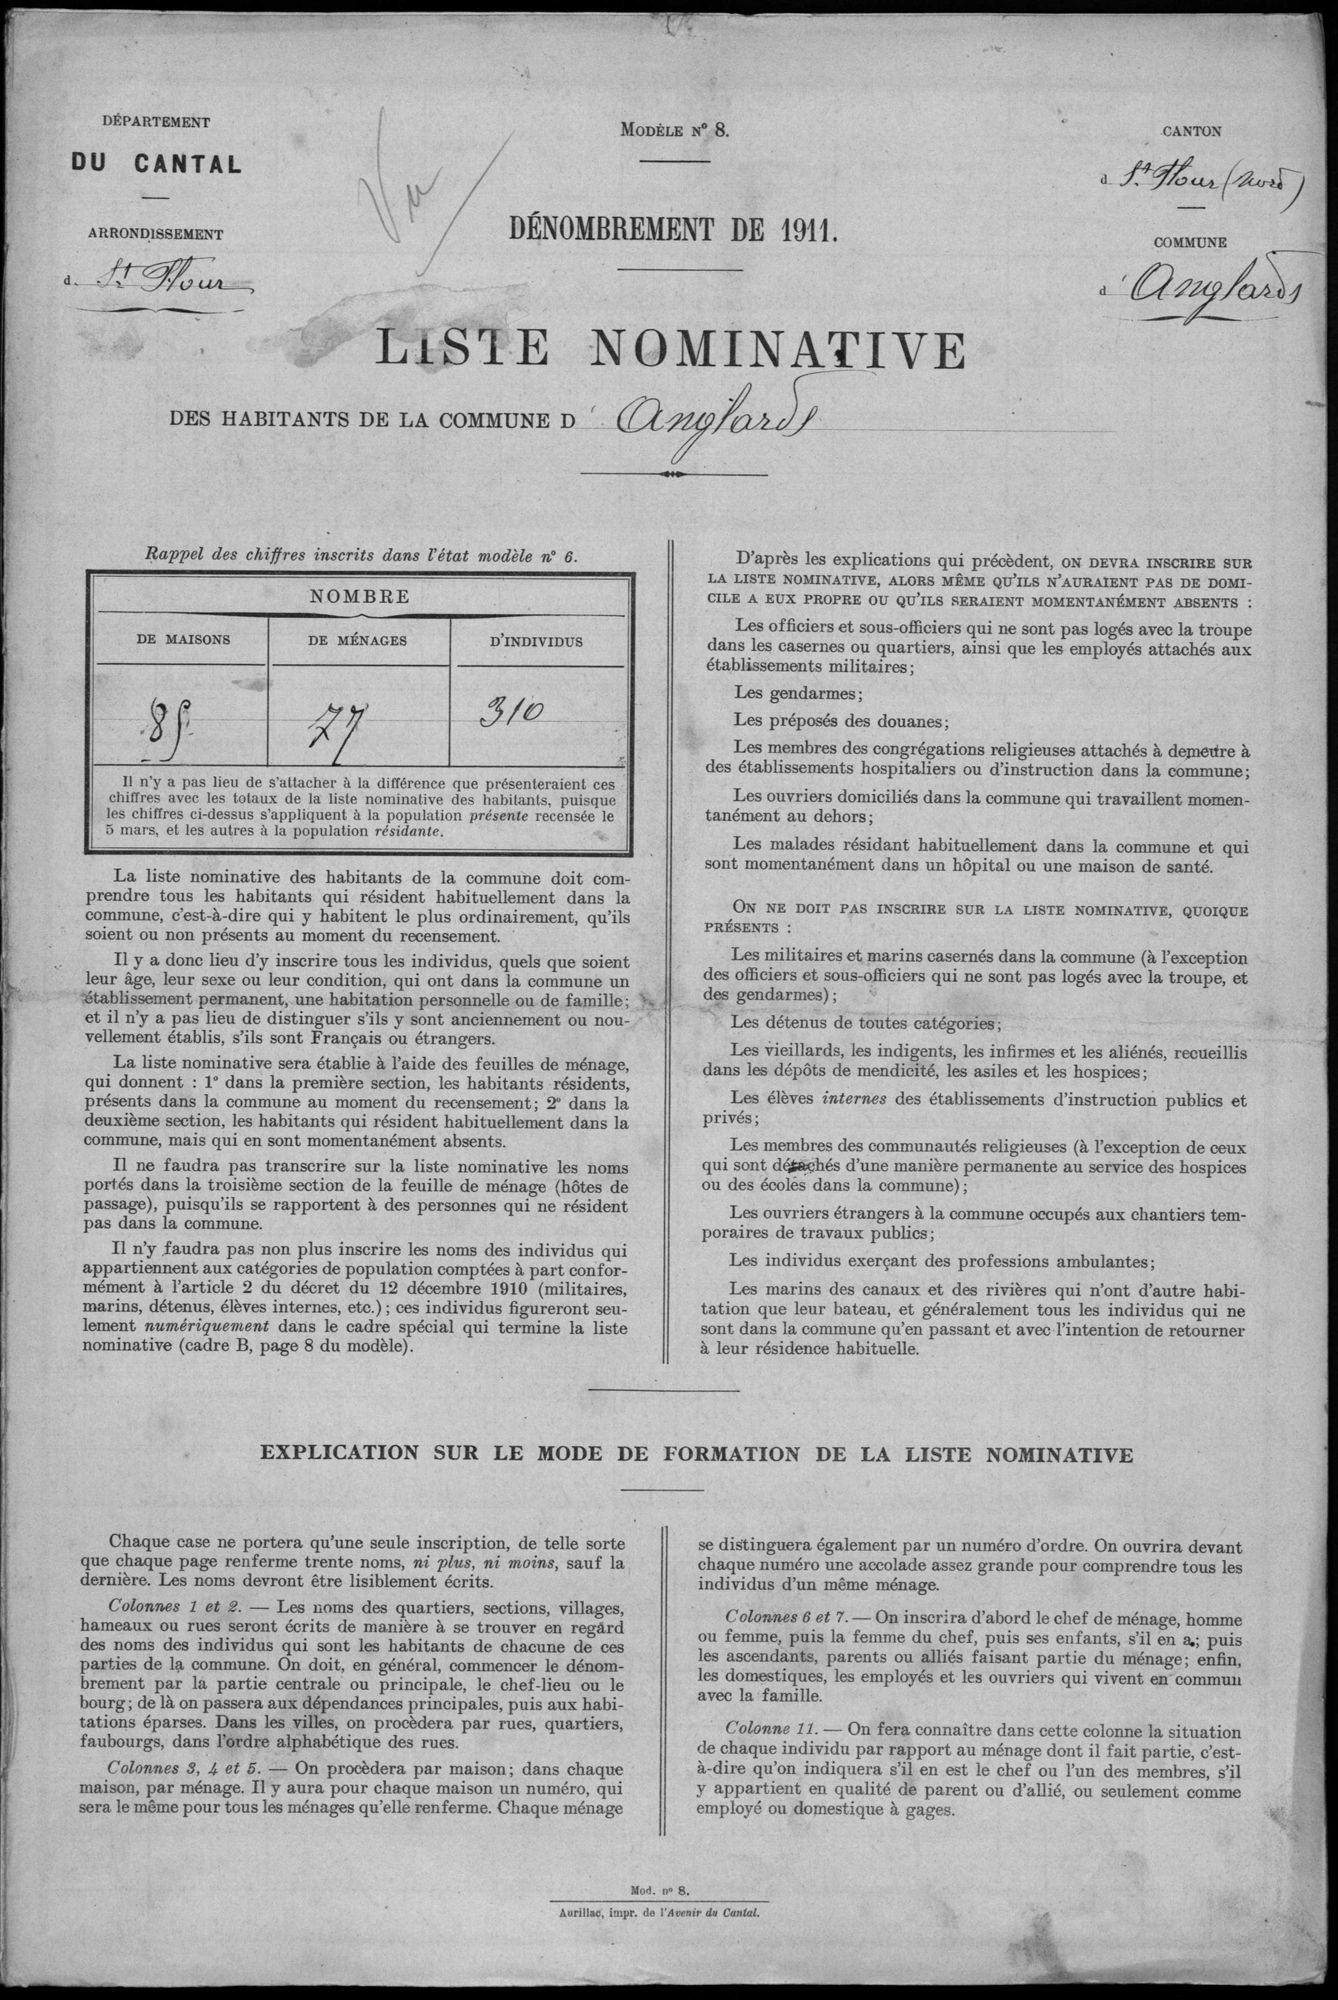 DÉPARTEMENT
DU CANTAL
ARRONDISSEMENT
d. St Flour
Vu
MODÈLE Nº 8.
DÉNOMBREMENT DE 1911.
CANTON
d St. Flour (Nord)
COMMUNE
d' Anglards
LISTE NOMINATIVE
DES HABITANTS DE LA COMMUNE D' Anglards
Rappel des chiffres inscrits dans l'état modèle nº 6.
NOMBRE
DE MAISONS DE MÉNAGES D'INDIVIDUS
85 77 310
Il n'y a pas lieu de s'attacher à la différence que présenteraient ces
chiffres avec les totaux de la liste nominative des habitants, puisque
les chiffres ci-dessus s'appliquent à la population présente recensée le
5 mars, et les autres à la population résidante.
La liste nominative des habitants de la commune doit com-
prendre tous les habitants qui résident habituellement dans la
commune, c'est-à-dire qui y habitent le plus ordinairement, qu'ils
soient ou non présents au moment du recensement.
Il y a donc lieu d'y inscrire tous les individus, quels que soient
leur âge, leur sexe ou leur condition, qui ont dans la commune un
établissement permanent, une habitation personnelle ou de famille;
et il n'y a pas lieu de distinguer s'ils y sont anciennement ou nou-
vellement établis, s'ils sont Français ou étrangers.
La liste nominative sera établie à l'aide des feuilles de ménage,
qui donnent : 1º dans la première section, les habitants résidents,
présents dans la commune au moment du recensement; 2º dans la
deuxième section, les habitants qui résident habituellement dans la
commune, mais qui en sont momentanément absents.
Il ne faudra pas transcrire sur la liste nominative les noms
portés dans la troisième section de la feuille de ménage (hôtes de
passage), puisqu'ils se rapportent à des personnes qui ne résident
pas dans la commune.
Il n'y faudra pas non plus inscrire les noms des individus qui
appartiennent aux catégories de population comptées à part confor-
mément à l'article 2 du décret du 12 décembre 1910 (militaires,
marins, détenus, élèves internes, etc.); ces individus figureront seu-
lement numériquement dans le cadre spécial qui termine la liste
nominative (cadre B, page 8 du modèle).
D'après les explications qui précèdent, ON DEVRA INSCRIRE SUR
LA LISTE NOMINATIVE, ALORS MÊME QU'ILS N'AURAIENT PAS DE DOMI-
CILE A EUX PROPRE OU QU'ILS SERAIENT MOMENTANÉMENT ABSENTS :
Les officiers et sous-officiers qui ne sont pas logés avec la troupe
dans les casernes ou quartiers, ainsi que les employés attachés aux
établissements militaires;
Les gendarmes;
Les préposés des douanes;
Les membres des congrégations religieuses attachés à demeure à
des établissements hospitaliers ou d'instruction dans la commune;
Les ouvriers domiciliés dans la commune qui travaillent momen-
tanément au dehors;
Les malades résidant habituellement dans la commune et qui
sont momentanément dans un hôpital ou une maison de santé.
ON NE DOIT PAS INSCRIRE SUR LA LISTE NOMINATIVE, QUOIQUE
PRÉSENTS :
Les militaires et marins casernés dans la commune (à l'exception
des officiers et sous-officiers qui ne sont pas logés avec la troupe, et
des gendarmes);
Les détenus de toutes catégories;
Les vieillards, les indigents, les infirmes et les aliénés, recueillis
dans les dépôts de mendicité, les asiles et les hospices;
Les élèves internes des établissements d'instruction publics et
privés;
Les membres des communautés religieuses (à l'exception de ceux
qui sont détachés d'une manière permanente au service des hospices
ou des écoles dans la commune);
Les ouvriers étrangers à la commune occupés aux chantiers tem-
poraires de travaux publics;
Les individus exerçant des professions ambulantes;
Les marins des canaux et des rivières qui n'ont d'autre habi-
tation que leur bateau, et généralement tous les individus qui ne
sont dans la commune qu'en passant et avec l'intention de retourner
à leur résidence habituelle.
EXPLICATION SUR LE MODE DE FORMATION DE LA LISTE NOMINATIVE
Chaque case ne portera qu'une seule inscription, de telle sorte
que chaque page renferme trente noms, ni plus, ni moins, sauf la
dernière. Les noms devront être lisiblement écrits.
Colonnes 1 et 2. — Les noms des quartiers, sections, villages,
hameaux ou rues seront écrits de manière à se trouver en regard
des noms des individus qui sont les habitants de chacune de ces
parties de la commune. On doit, en général, commencer le dénom-
brement par la partie centrale ou principale, le chef-lieu ou le
bourg; de là on passera aux dépendances principales, puis aux habi-
tations éparses. Dans les villes, on procèdera par rues, quartiers,
faubourgs, dans l'ordre alphabétique des rues.
Colonnes 3, 4 et 5. — On procèdera par maison; dans chaque
maison, par ménage. Il y aura pour chaque maison un numéro, qui
sera le même pour tous les ménages qu'elle renferme. Chaque ménage
se distinguera également par un numéro d'ordre. On ouvrira devant
chaque numéro une accolade assez grande pour comprendre tous les
individus d'un même ménage.
Colonnes 6 et 7. — On inscrira d'abord le chef de ménage, homme
ou femme, puis la femme du chef, puis ses enfants, s'il en a; puis
les ascendants, parents ou alliés faisant partie du ménage; enfin,
les domestiques, les employés et les ouvriers qui vivent en commun
avec la famille.
Colonne 11. — On fera connaître dans cette colonne la situation
de chaque individu par rapport au ménage dont il fait partie, c'est-
à-dire qu'on indiquera s'il en est le chef ou l'un des membres, s'il
y appartient en qualité de parent ou d'allié, ou seulement comme
employé ou domestique à gages.
Mod. nº 8.
Aurillac, impr. de l'Avenir du Cantal.